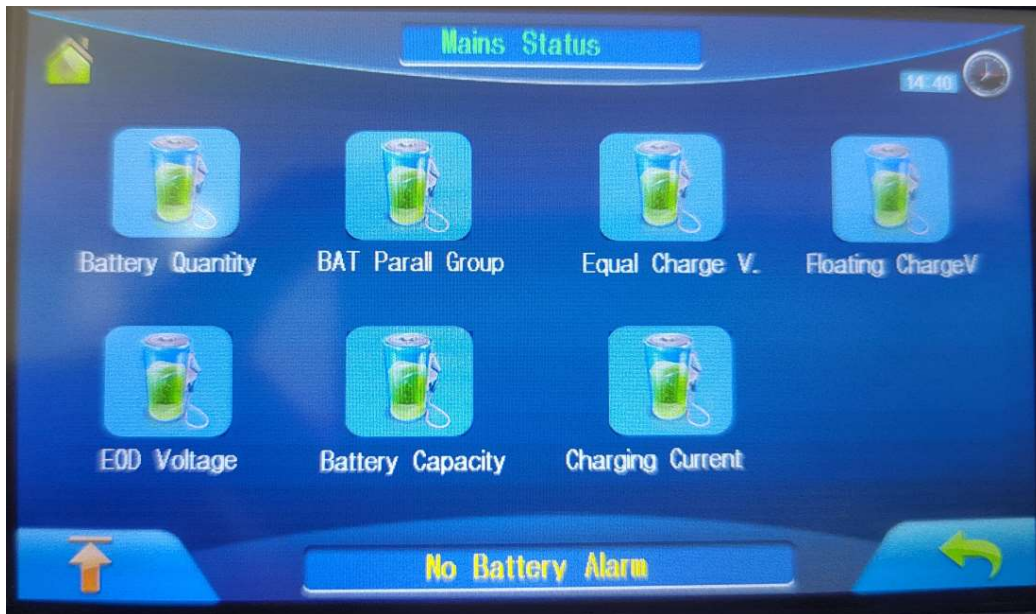 Mains Status
14:40
Battery Quantity
BAT Parall Group
Equal Charge V.
Floating ChargeV
EOD Voltage
Battery Capacity
Charging Current
No Battery Alarm